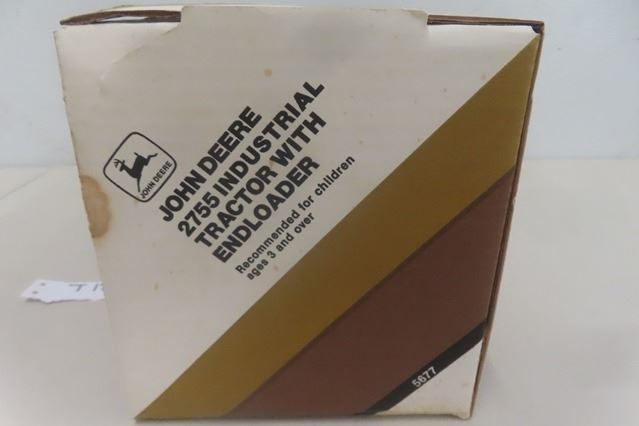 JOHN DEERE
JOHN DEERE
2755 INDUSTRIAL
TRACTOR WITH
ENDLOADER
Recommended for children
ages 3 and over
5677